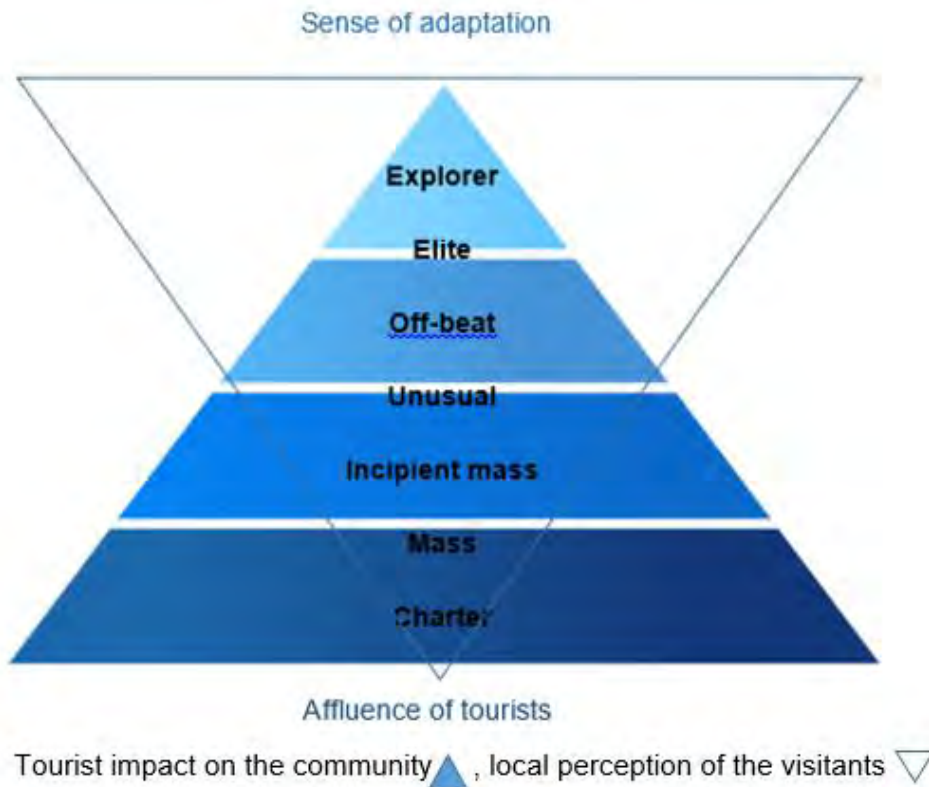 Sense of adaptation
Explorer
Elite
Off-beat
Unusual
Incipient mass
Mass
Charter
Affluence of tourists
Tourist impact on the community , local perception of the visitants